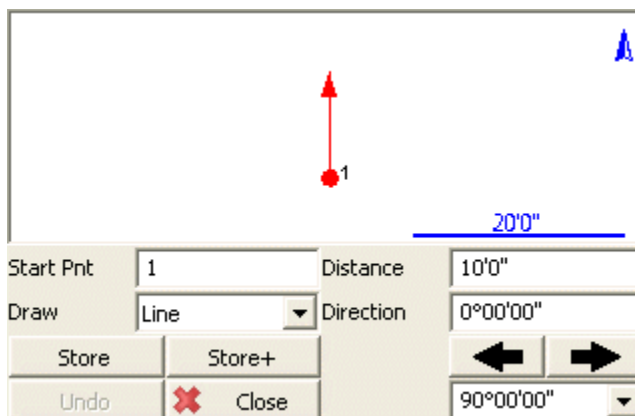 1
20'0"
Start Pnt 1 Distance 10'0"
Draw Line Direction 0°00'00"
Store Store+
Undo Close 90°00'00"